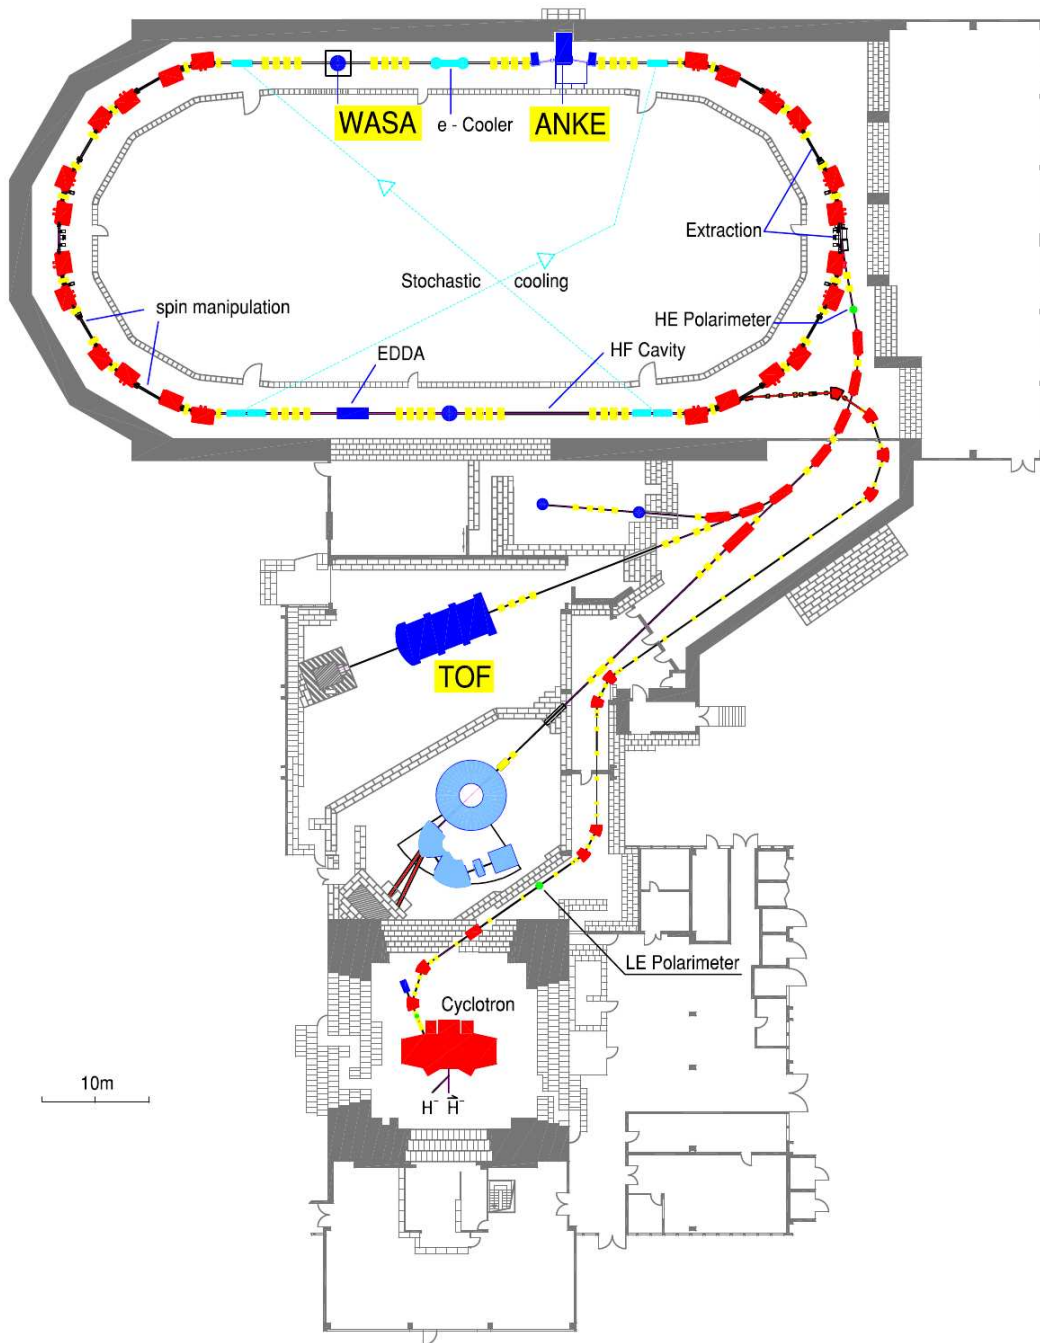 WASA
e - Cooler
ANKE
Extraction
Stochastic cooling
spin manipulation
HE Polarimeter
EDDA
HF Cavity
TOF
LE Polarimeter
Cyclotron
10m
H⁻ H⃗⁻